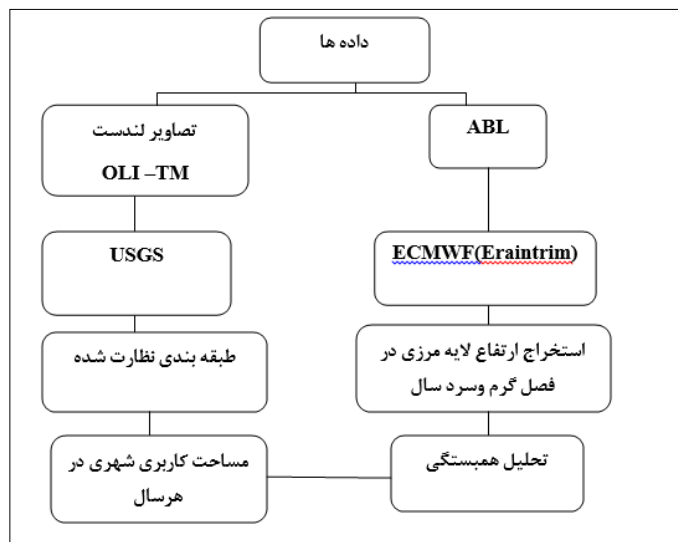 داده ها
تصاویر لندست
OLI –TM
ABL
USGS
ECMWF(Eraintrim)
طبقه بندی نظارت شده
استخراج ارتفاع لایه مرزی در
فصل گرم وسرد سال
مساحت کاربری شهری در
هرسال
تحلیل همبستگی